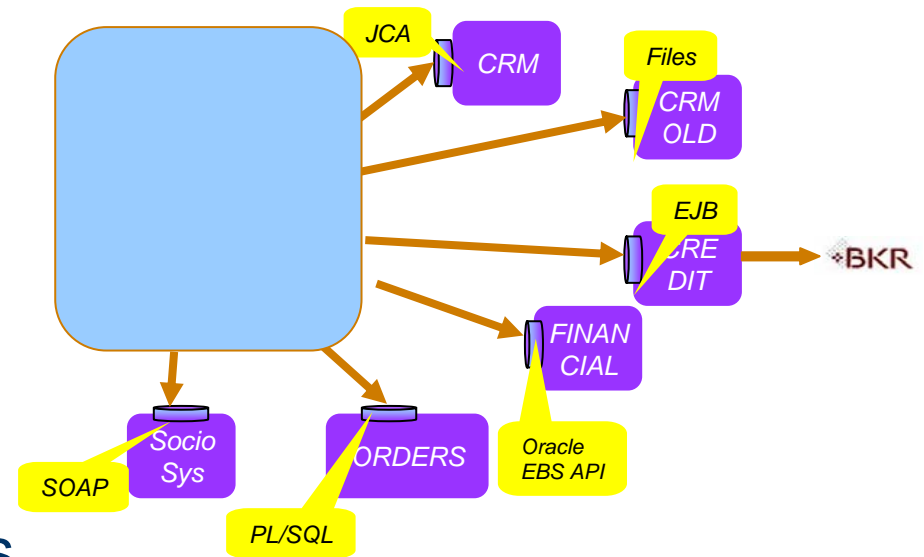 JCA
CRM
Files
CRM
OLD
EJB
CRE
DIT
BKR
FINAN
CIAL
Socio
Sys
ORDERS
Oracle
EBS API
SOAP
PL/SQL